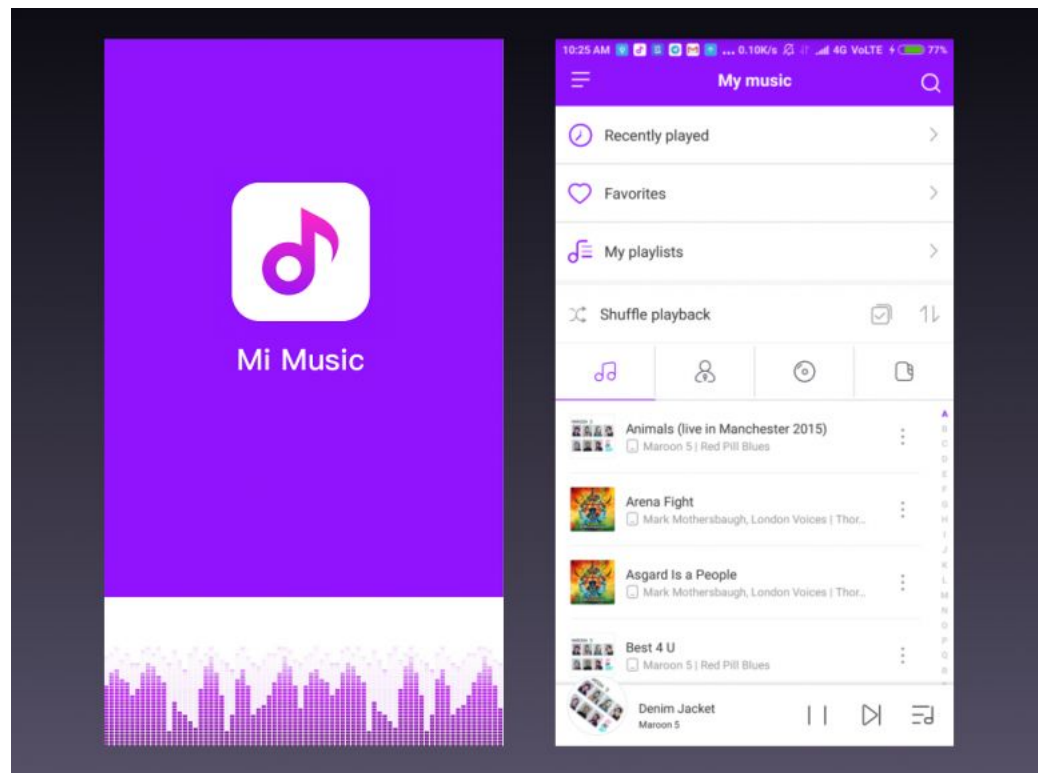 Mi Music
10:25 AM ... 0.10K/s 4G VoLTE 77%
My music
Recently played
Favorites
My playlists
Shuffle playback
Animals (live in Manchester 2015)
Maroon 5 | Red Pill Blues
Arena Fight
Mark Mothersbaugh, London Voices | Thor...
Asgard Is a People
Mark Mothersbaugh, London Voices | Thor...
Best 4 U
Maroon 5 | Red Pill Blues
A
B
C
D
E
F
G
H
I
J
K
L
M
N
O
P
Q
R
Denim Jacket
Maroon 5